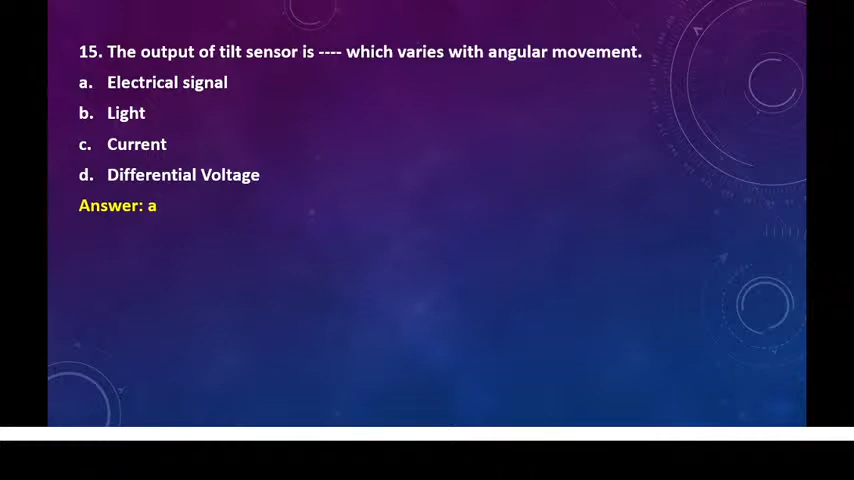 15. The output of tilt sensor is ---- which varies with angular movement.
a. Electrical signal
b. Light
c. Current
d. Differential Voltage
Answer: a